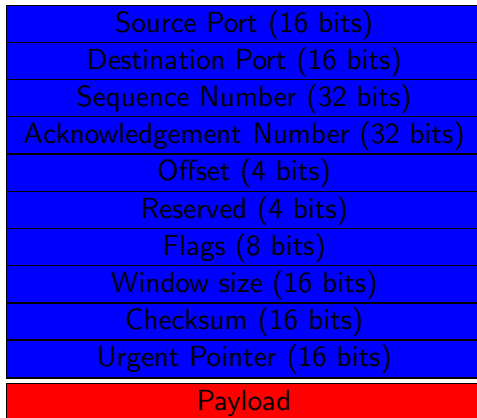 Source Port (16 bits)
Destination Port (16 bits)
Sequence Number (32 bits)
Acknowledgement Number (32 bits)
Offset (4 bits)
Reserved (4 bits)
Flags (8 bits)
Window size (16 bits)
Checksum (16 bits)
Urgent Pointer (16 bits)
Payload